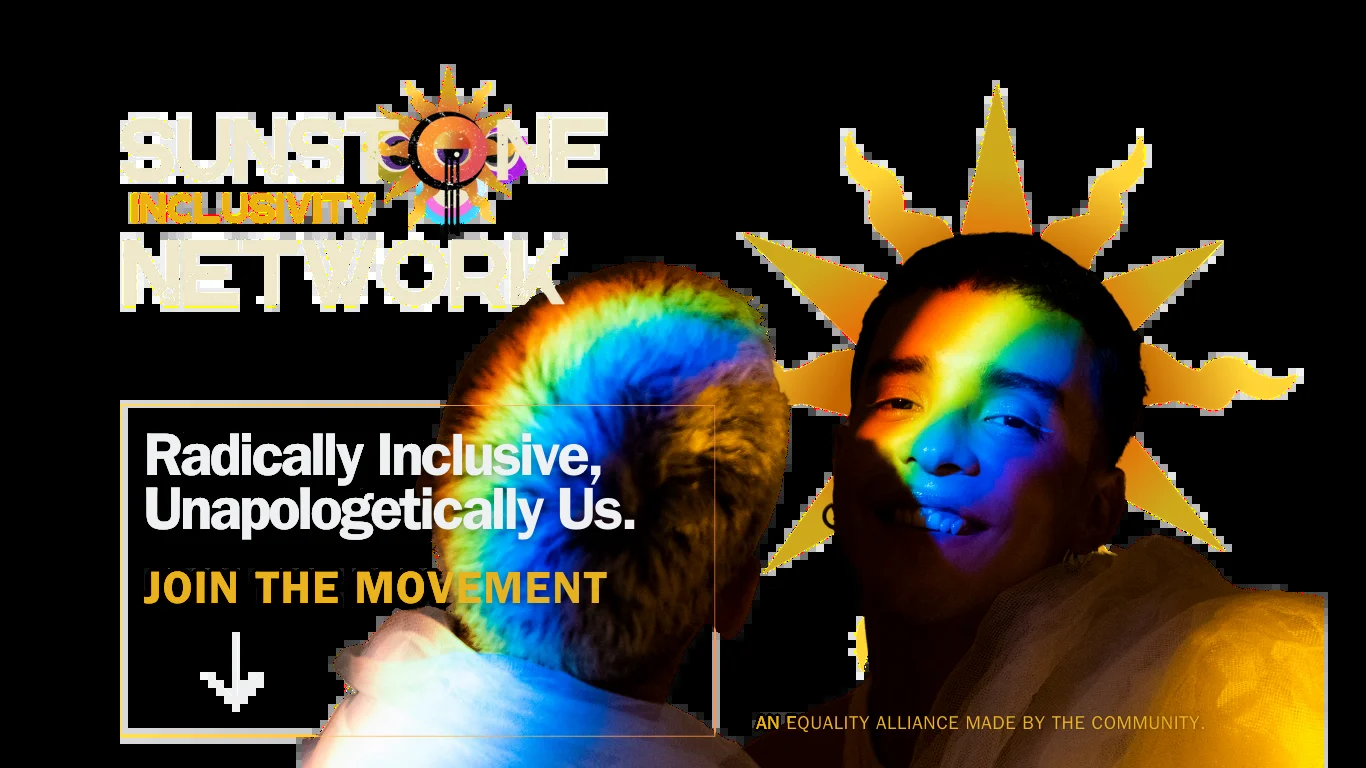 SUNSTONE
INCLUSIVITY
NETWORK
Radically Inclusive,
Unapologetically Us.
JOIN THE MOVEMENT
AN EQUALITY ALLIANCE MADE BY THE COMMUNITY.